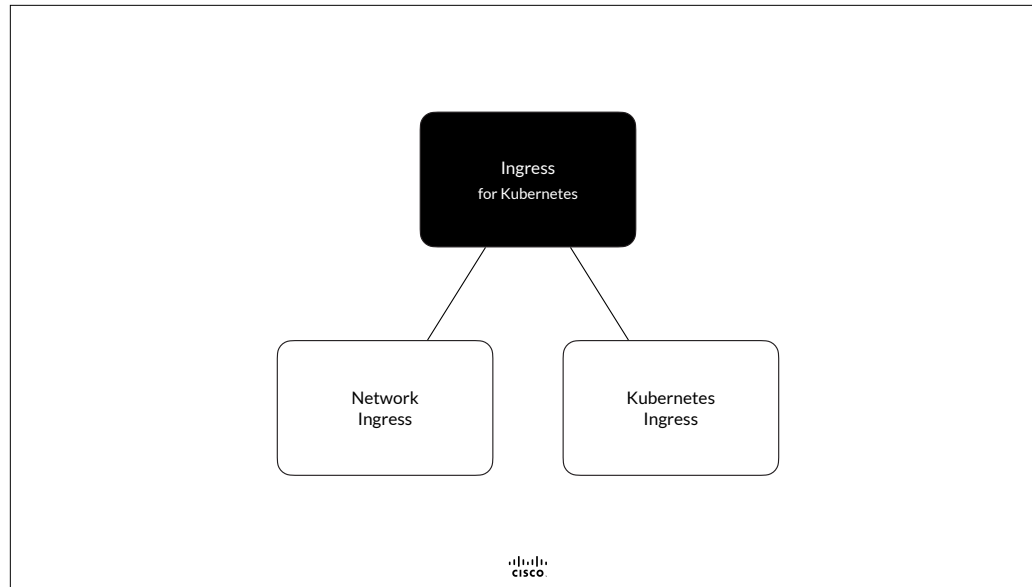 Ingress
for Kubernetes
Network
Ingress
Kubernetes
Ingress
CISCO